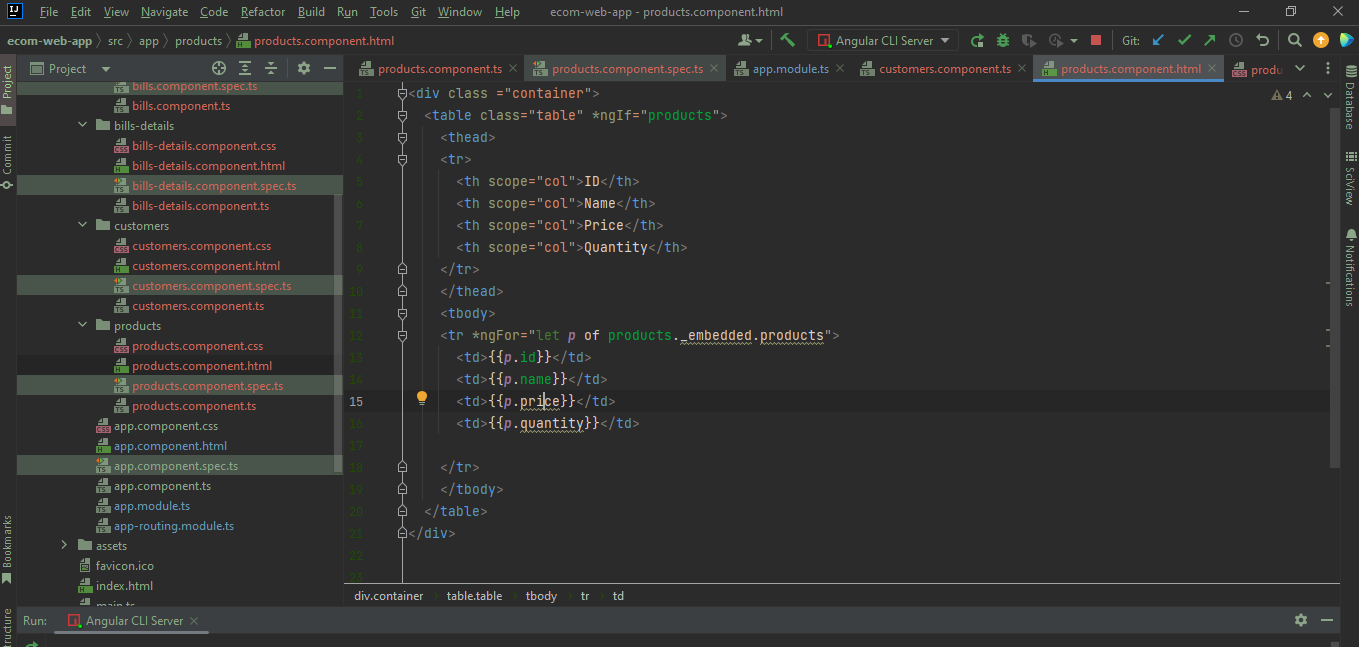 File Edit View Navigate Code Refactor Build Run Tools Git Window Help ecom-web-app - products.component.html
ecom-web-app src app products products.component.html
Angular CLI Server
Git:
Project
products.component.ts
products.component.spec.ts
app.module.ts
customers.component.ts
products.component.html
produ
bills.component.spec.ts
bills.component.ts
bills-details
bills-details.component.css
bills-details.component.html
bills-details.component.spec.ts
bills-details.component.ts
customers
customers.component.css
customers.component.html
customers.component.spec.ts
customers.component.ts
products
products.component.css
products.component.html
products.component.spec.ts
products.component.ts
app.component.css
app.component.html
app.component.spec.ts
app.component.ts
app.module.ts
app-routing.module.ts
assets
favicon.ico
index.html
main.ts
4
1 <div class ="container">
2 <table class="table" *ngIf="products">
3 <thead>
4 <tr>
5 <th scope="col">ID</th>
6 <th scope="col">Name</th>
7 <th scope="col">Price</th>
8 <th scope="col">Quantity</th>
9 </tr>
10 </thead>
11 <tbody>
12 <tr *ngFor="let p of products._embedded.products">
13 <td>{{p.id}}</td>
14 <td>{{p.name}}</td>
15 <td>{{p.price}}</td>
16 <td>{{p.quantity}}</td>
17
18 </tr>
19 </tbody>
20 </table>
21 </div>
22
23
div.container table.table tbody tr td
Run: Angular CLI Server
Project
Commit
Bookmarks
ructure
Database
SciView
Notifications